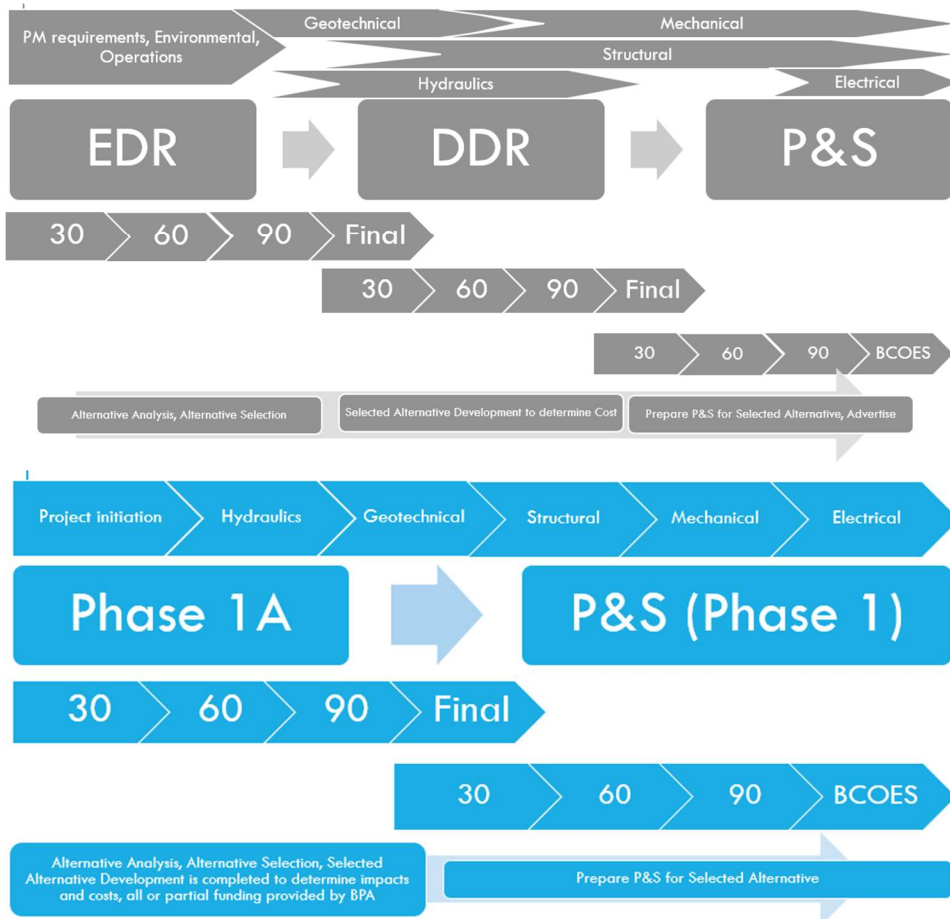 Geotechnical
Mechanical
PM requirements, Environmental,
Operations
Structural
Hydraulics
Electrical
EDR
DDR
P&S
30
60
90
Final
30
60
90
Final
30
60
90
BCOES
Alternative Analysis, Alternative Selection
Selected Alternative Development to determine Cost
Prepare P&S for Selected Alternative, Advertise
Project initiation
Hydraulics
Geotechnical
Structural
Mechanical
Electrical
Phase 1A
P&S (Phase 1)
30
60
90
Final
30
60
90
BCOES
Alternative Analysis, Alternative Selection, Selected
Alternative Development is completed to determine impacts
and costs, all or partial funding provided by BPA
Prepare P&S for Selected Alternative